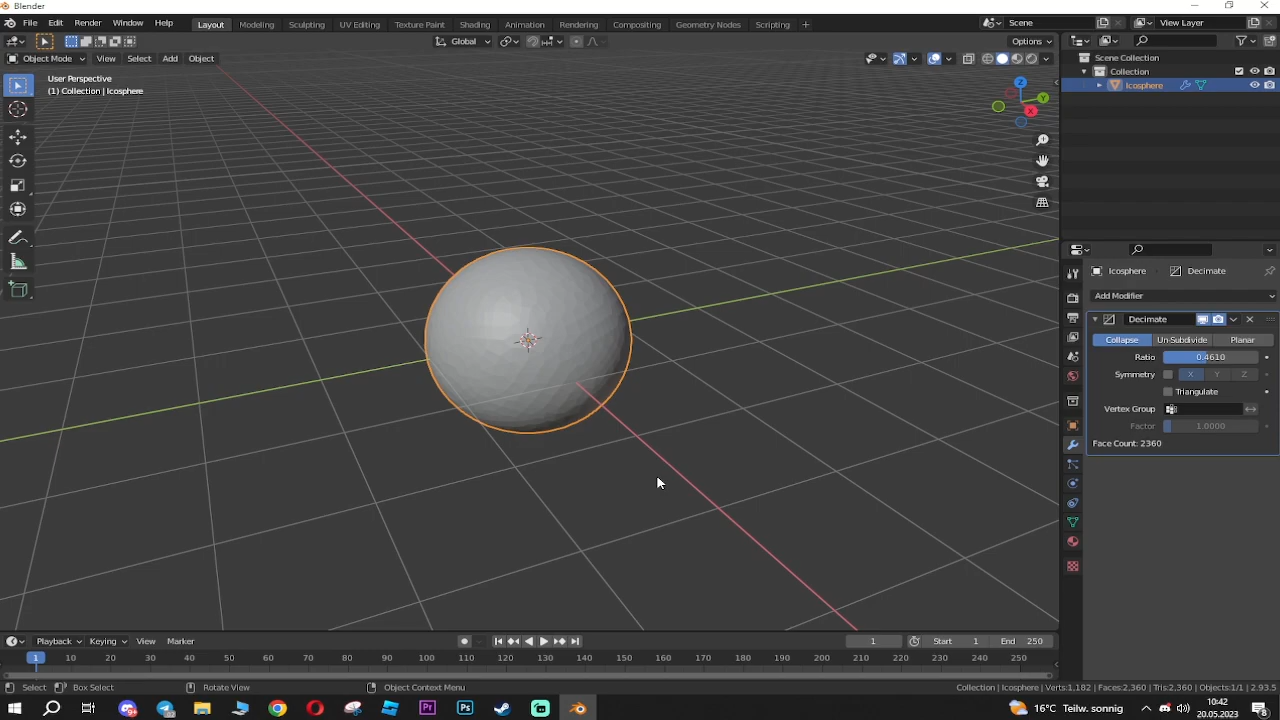 Blender
File Edit Render Window Help Layout Modeling Sculpting UV Editing Texture Paint Shading Animation Rendering Compositing Geometry Nodes Scripting + Scene View Layer
Global Options
Object Mode View Select Add Object
User Perspective
(1) Collection | Icosphere
Z
Y
X
Scene Collection
Collection
Icosphere
Icosphere > Decimate
Add Modifier
Decimate
Collapse Un-Subdivide Planar
Ratio 0.4610
Symmetry X Y Z
Triangulate
Vertex Group
Factor 1.0000
Face Count: 2360
Playback Keying View Marker 1 Start 1 End 250
1 10 20 30 40 50 60 70 80 90 100 110 120 130 140 150 160 170 180 190 200 210 220 230 240 250
Select Box Select Rotate View Object Context Menu Collection | Icosphere | Verts:1,182 | Faces:2,360 | Tris:2,360 | Objects:1/1 | 2.93.5
Pr Ps 16°C Teilw. sonnig 10:42
20.05.2023 8